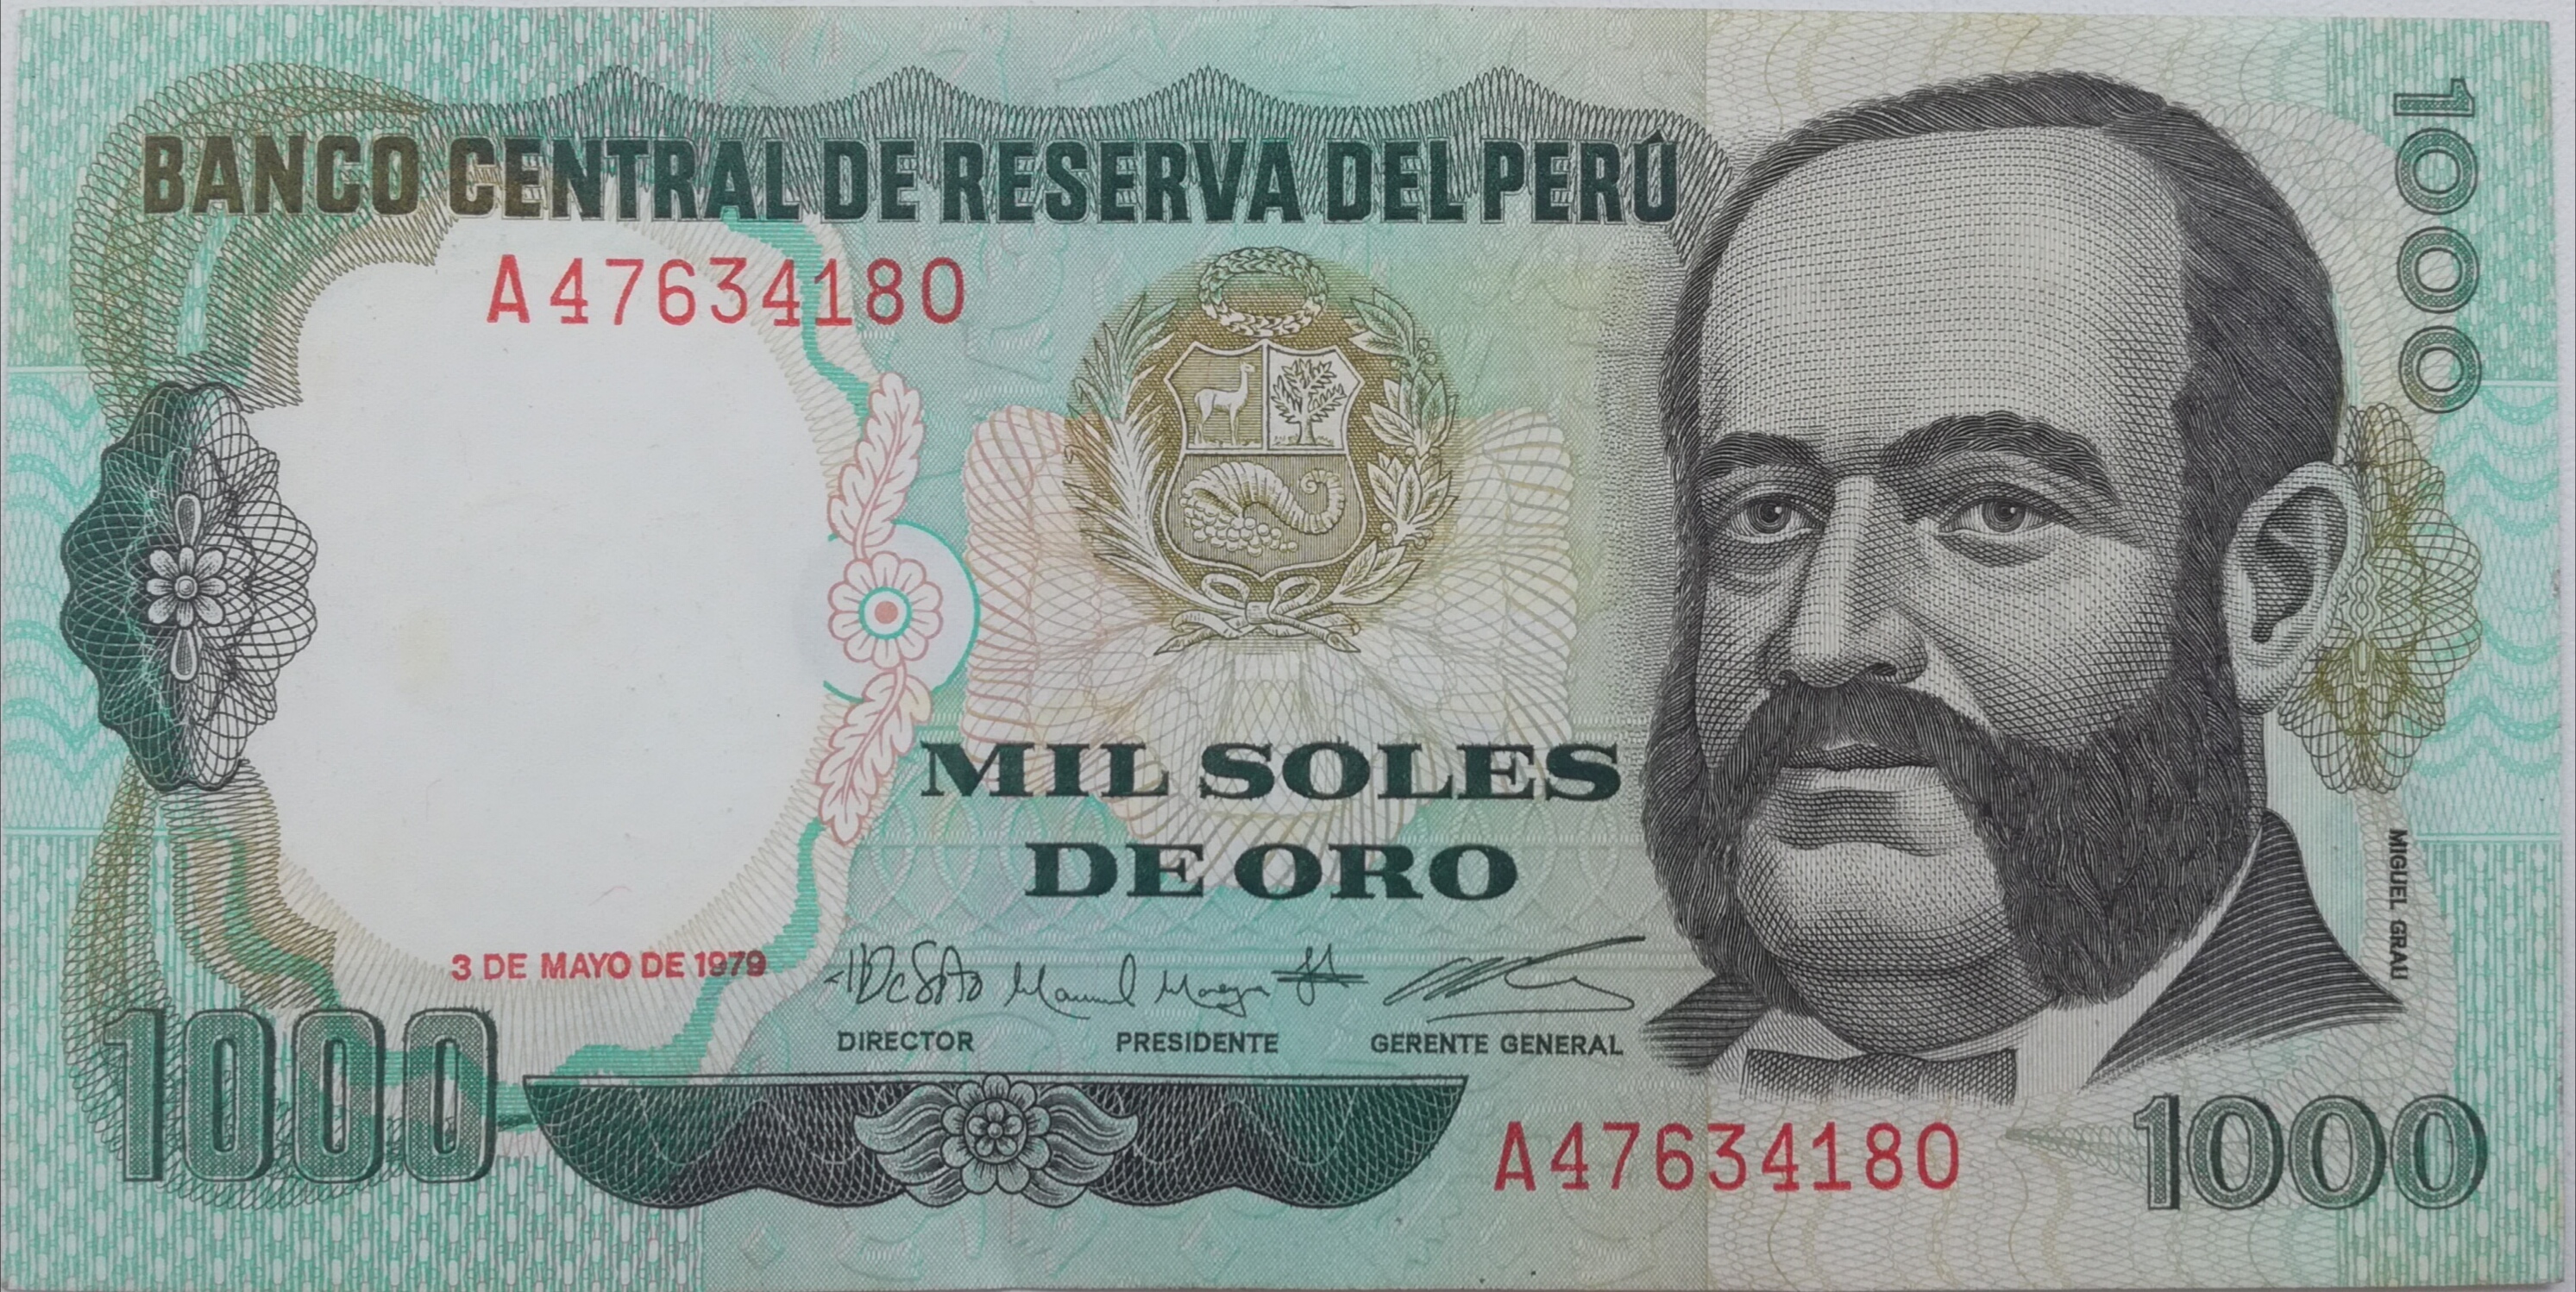 BANCO CENTRAL DE RESERVA DEL PERÚ
1000
A47634180
MIL SOLES
DE ORO
3 DE MAYO DE 1979
DIRECTOR PRESIDENTE GERENTE GENERAL
MIGUEL GRAU
1000
A47634180
1000